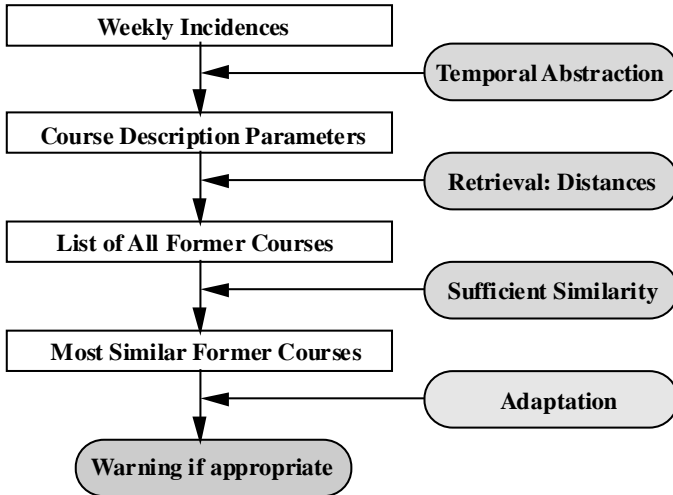 Weekly Incidences
Temporal Abstraction
Course Description Parameters
Retrieval: Distances
List of All Former Courses
Sufficient Similarity
Most Similar Former Courses
Adaptation
Warning if appropriate